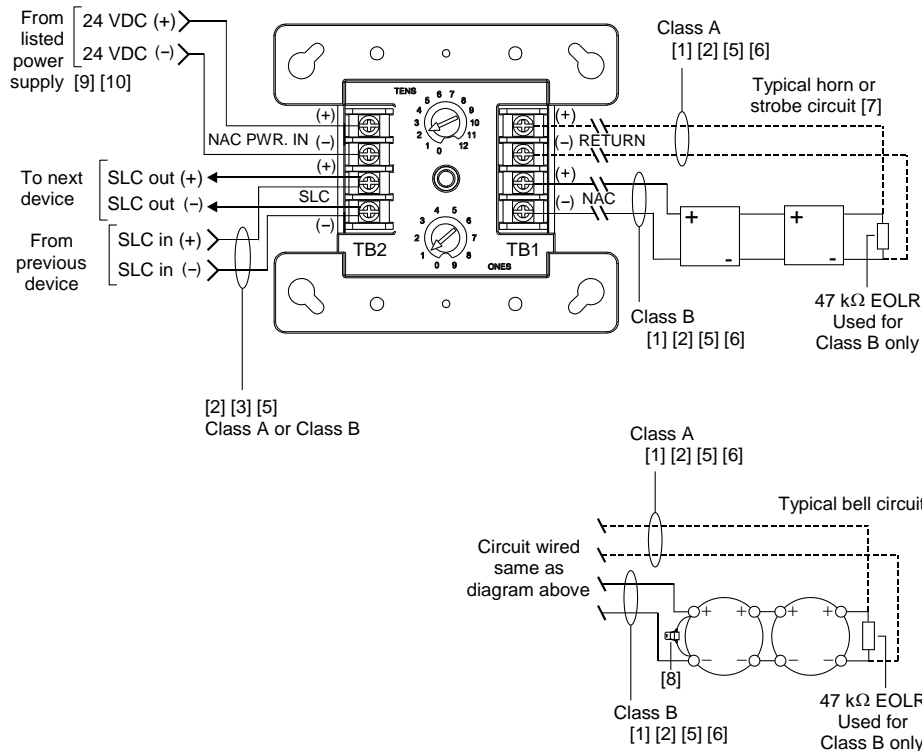 From
listed
power
supply
24 VDC (+)
24 VDC (–)
[9] [10]
NAC PWR. IN
(+)
(–)
(+)
SLC
(–)
To next
device
SLC out (+)
SLC out (–)
From
previous
device
SLC in (+)
SLC in (–)
[2] [3] [5]
Class A or Class B
TENS
0 1 2 3 4 5 6 7 8 9 10 11 12
0 1 2 3 4 5 6 7 8 9
ONES
TB2
TB1
(+)
(–) RETURN
(+)
(–) NAC
Class A
[1] [2] [5] [6]
Typical horn or
strobe circuit [7]
+
-
+
-
Class B
[1] [2] [5] [6]
47 kΩ EOLR
Used for
Class B only
Class A
[1] [2] [5] [6]
Typical bell circuit
Circuit wired
same as
diagram above
+ + + +
– – – –
[8]
Class B
[1] [2] [5] [6]
47 kΩ EOLR
Used for
Class B only